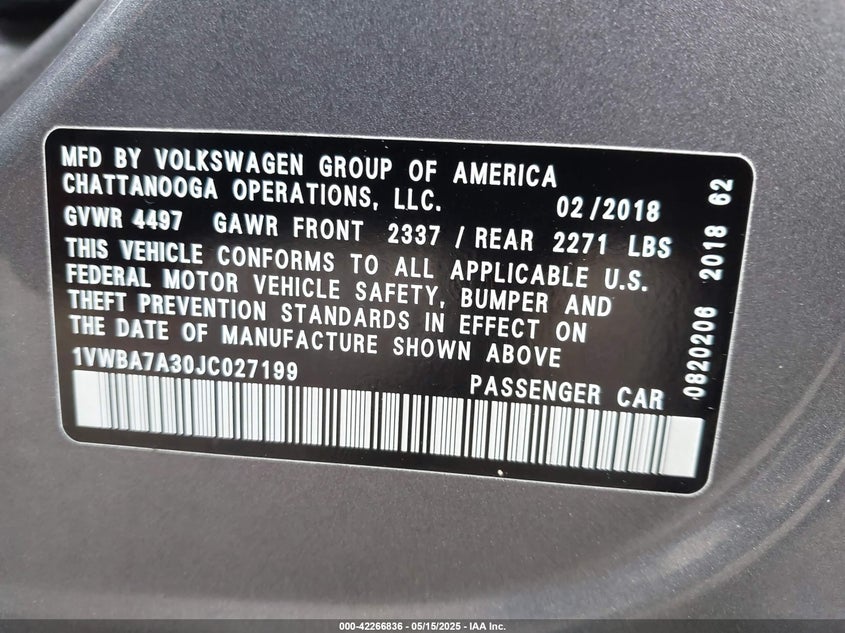 MFD BY VOLKSWAGEN GROUP OF AMERICA
CHATTANOOGA OPERATIONS, LLC. 02/2018
GVWR 4497 GAWR FRONT 2337 / REAR 2271 LBS
THIS VEHICLE CONFORMS TO ALL APPLICABLE U.S.
FEDERAL MOTOR VEHICLE SAFETY, BUMPER AND
THEFT PREVENTION STANDARDS IN EFFECT ON
THE DATE OF MANUFACTURE SHOWN ABOVE
1VWBA7A30JC027199
PASSENGER CAR
0820206 2018 62
000-42266836 - 05/15/2025 - IAA Inc.